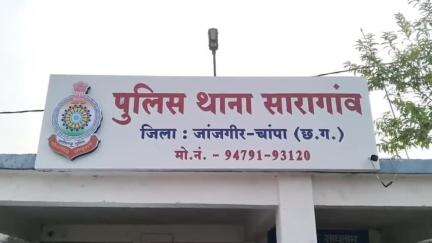 पुलिस थाना सारागांव
जिला : जांजगीर-चांपा (छ.ग.)
मो.नं. - 94791-93120